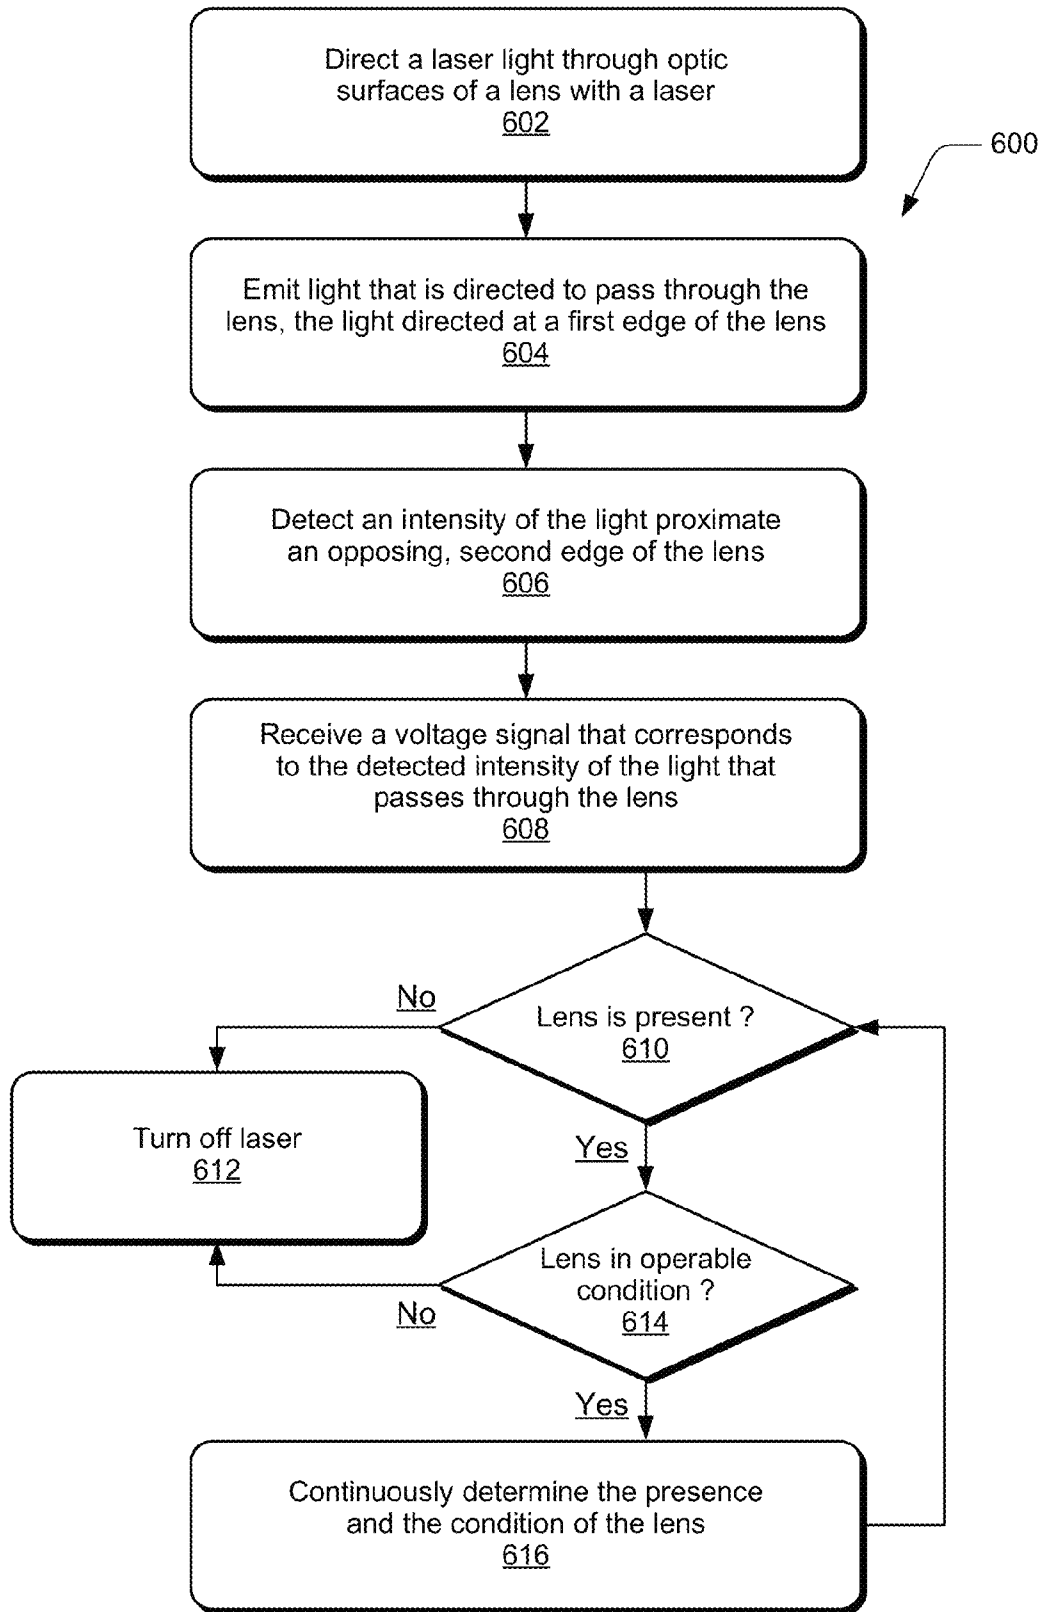 Direct a laser light through optic
surfaces of a lens with a laser
602
600
Emit light that is directed to pass through the
lens, the light directed at a first edge of the lens
604
Detect an intensity of the light proximate
an opposing, second edge of the lens
606
Receive a voltage signal that corresponds
to the detected intensity of the light that
passes through the lens
608
No
Lens is present ?
610
Turn off laser
612
Yes
Lens in operable
condition ?
614
No
Yes
Continuously determine the presence
and the condition of the lens
616